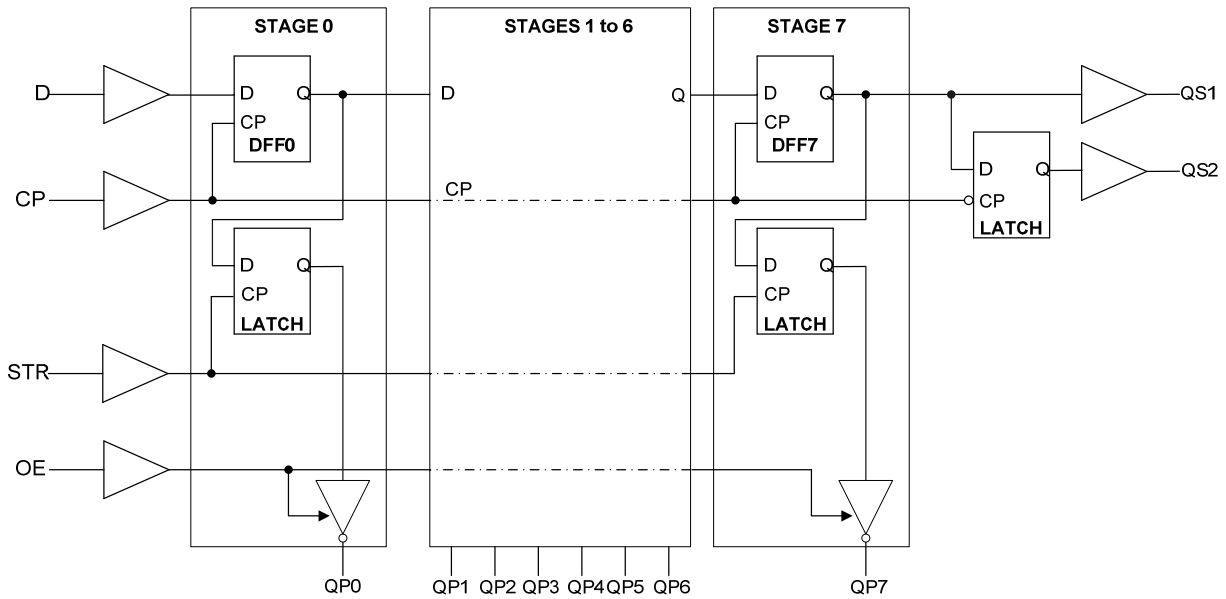 STAGE 0
STAGES 1 to 6
STAGE 7
D
D
Q
D
Q
D
Q
QS1
CP
DFF0
CP
DFF7
D
Q
QS2
CP
CP
CP
LATCH
D
Q
D
Q
CP
CP
LATCH
LATCH
STR
OE
QP0
QP1
QP2
QP3
QP4
QP5
QP6
QP7